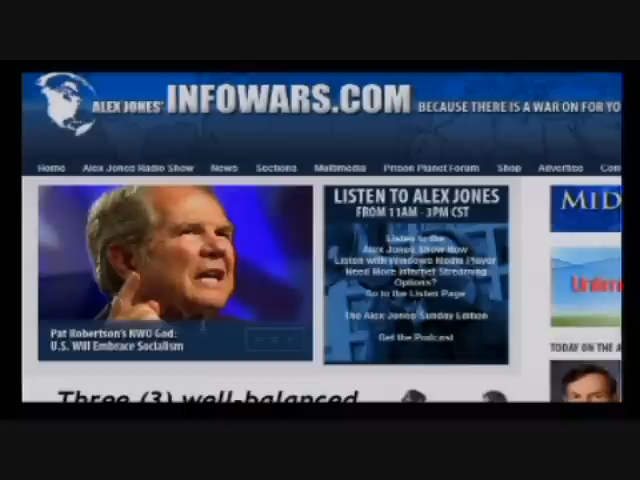 ALEX JONES' INFOWARS.COM BECAUSE THERE IS A WAR ON FOR YO
Home Alex Jones Radio Show News Sections Multimedia Prison Planet Forum Shop Advertise Con
LISTEN TO ALEX JONES
FROM 11AM - 3PM CST
Listen to the
Alex Jones Show Now
Listen with Windows Media Player
Need More Internet Streaming
Options?
Go to the Listen Page
The Alex Jones Sunday Edition
Get the Podcast
Pat Robertson's NWO God:
U.S. Will Embrace Socialism
MID
TODAY ON THE A
Three (3) well-balanced